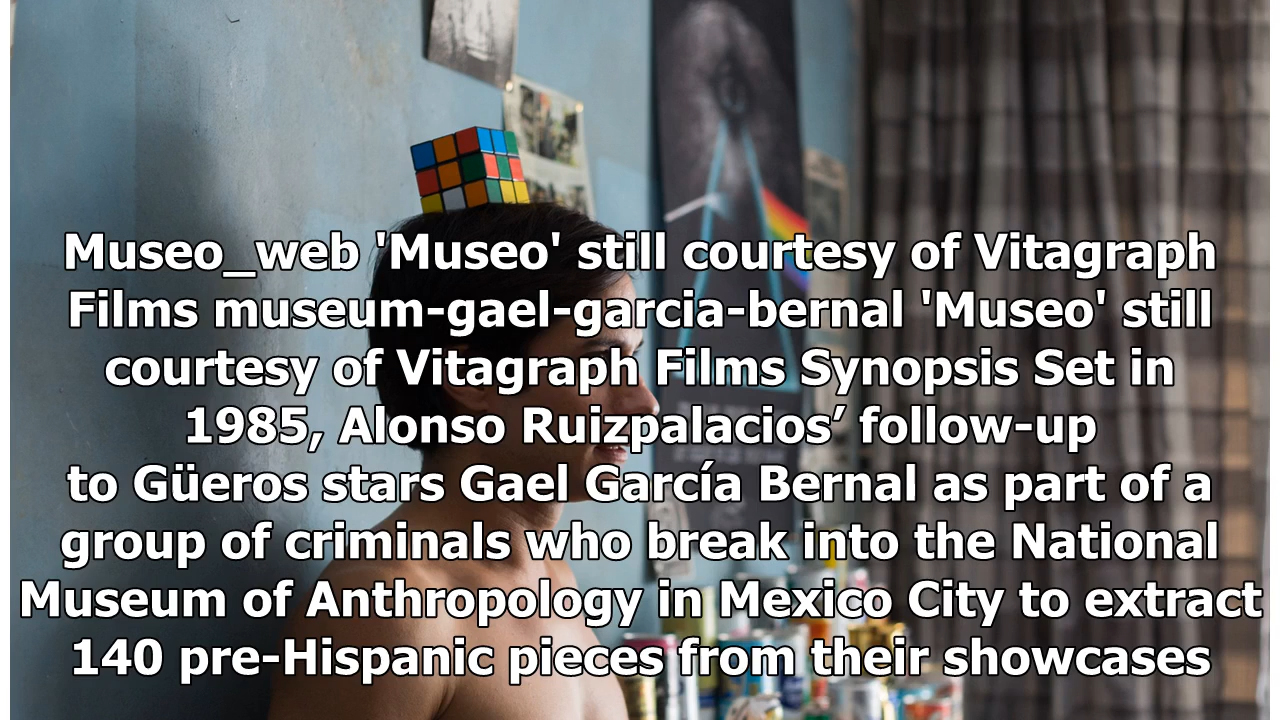 Museo_web 'Museo' still courtesy of Vitagraph
Films museum-gael-garcia-bernal 'Museo' still
courtesy of Vitagraph Films Synopsis Set in
1985, Alonso Ruizpalacios’ follow-up
to Güeros stars Gael García Bernal as part of a
group of criminals who break into the National
Museum of Anthropology in Mexico City to extract
140 pre-Hispanic pieces from their showcases